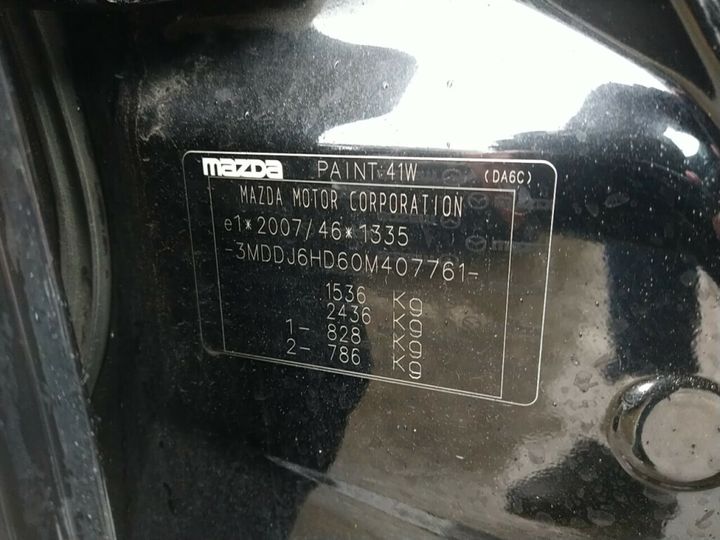 mazda PAINT:41W (DA6C)
MAZDA MOTOR CORPORATION
e1*2007/46*1335
-3MDDJ6HD60M407761-
1536 Kg
2436 Kg
1- 828 Kg
2- 786 Kg